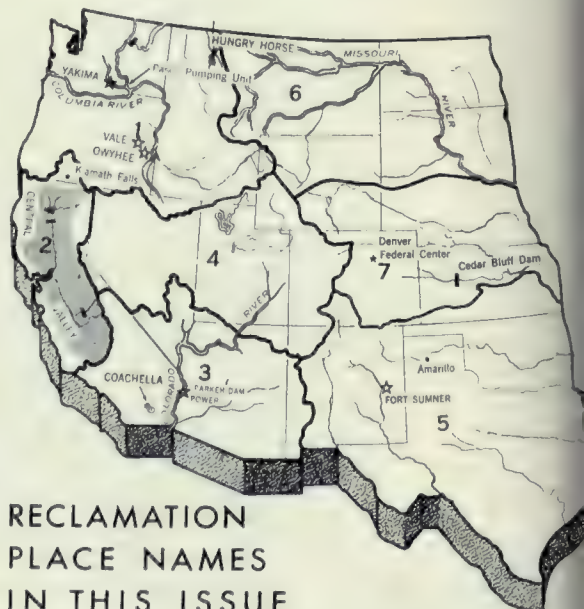 HUNGRY HORSE
MISSOURI
RIVER
YAKIMA
Pumping Unit
COLUMBIA RIVER
6
1
VALE
OWYHEE
Klamath Falls
CENTRAL
VALLEY
2
4
Denver
Federal Center
7
Cedar Bluff Dam
RIVER
COLORADO
3
COACHELLA
PARKER DAM
POWER
Amarillo
FORT SUMNER
5
RECLAMATION
PLACE NAMES
IN THIS ISSUE